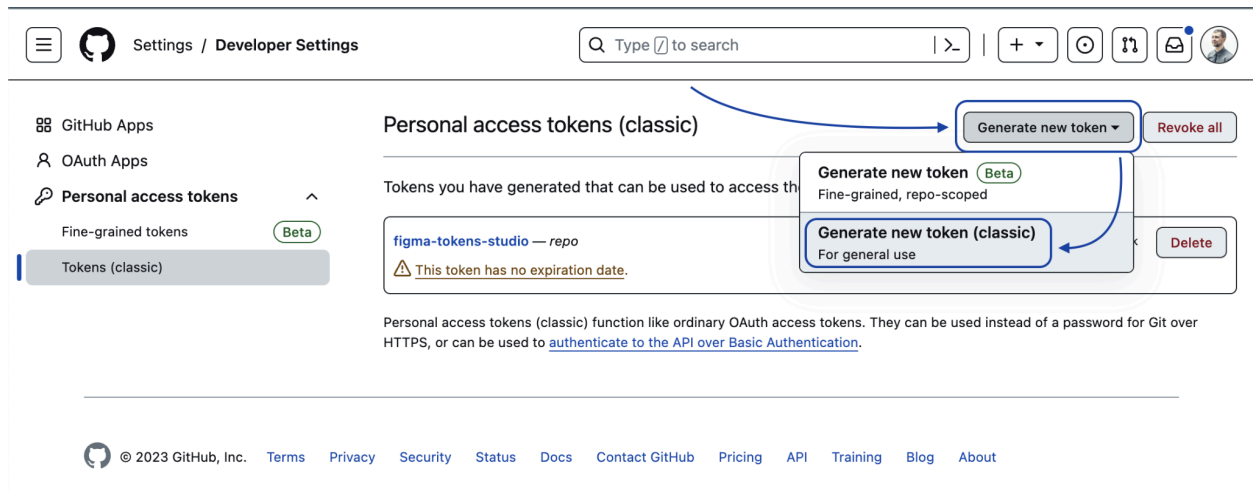 Settings / Developer Settings
Type / to search
GitHub Apps
OAuth Apps
Personal access tokens
Fine-grained tokens Beta
Tokens (classic)
Personal access tokens (classic)
Generate new token
Revoke all
Generate new token Beta
Fine-grained, repo-scoped
Generate new token (classic)
For general use
Tokens you have generated that can be used to access
figma-tokens-studio — repo
Delete
This token has no expiration date.
Personal access tokens (classic) function like ordinary OAuth access tokens. They can be used instead of a password for Git over
HTTPS, or can be used to authenticate to the API over Basic Authentication.
© 2023 GitHub, Inc. Terms Privacy Security Status Docs Contact GitHub Pricing API Training Blog About